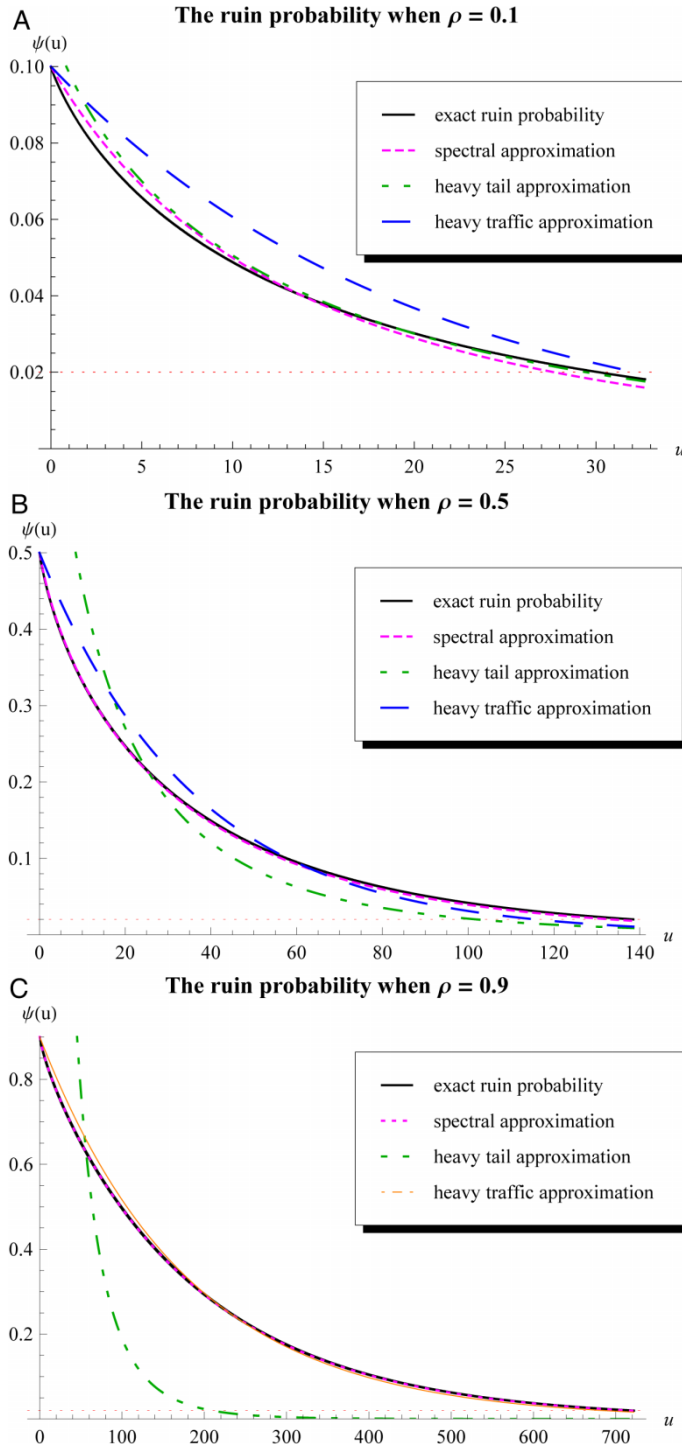 A
The ruin probability when ρ = 0.1
ψ(u)
0.10
0.08
0.06
0.04
0.02
exact ruin probability
spectral approximation
heavy tail approximation
heavy traffic approximation
0 5 10 15 20 25 30
u
B
The ruin probability when ρ = 0.5
ψ(u)
0.5
0.4
0.3
0.2
0.1
exact ruin probability
spectral approximation
heavy tail approximation
heavy traffic approximation
u
0 20 40 60 80 100 120 140
C
The ruin probability when ρ = 0.9
ψ(u)
0.8
0.6
0.4
0.2
exact ruin probability
spectral approximation
heavy tail approximation
heavy traffic approximation
u
0 100 200 300 400 500 600 700